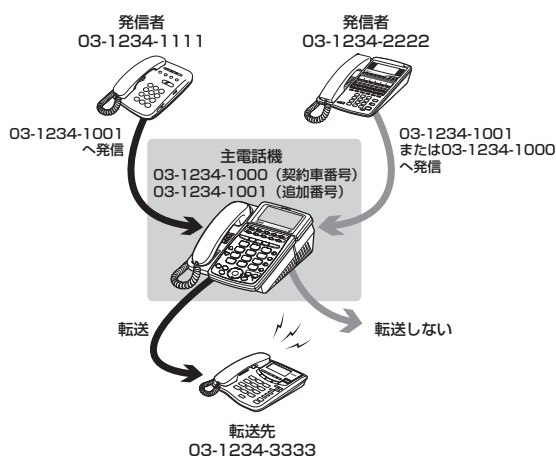 発信者
03-1234-1111
発信者
03-1234-2222
03-1234-1001
へ発信
03-1234-1001
または03-1234-1000
へ発信
主電話機
03-1234-1000（契約車番号）
03-1234-1001（追加番号）
転送
転送しない
転送先
03-1234-3333